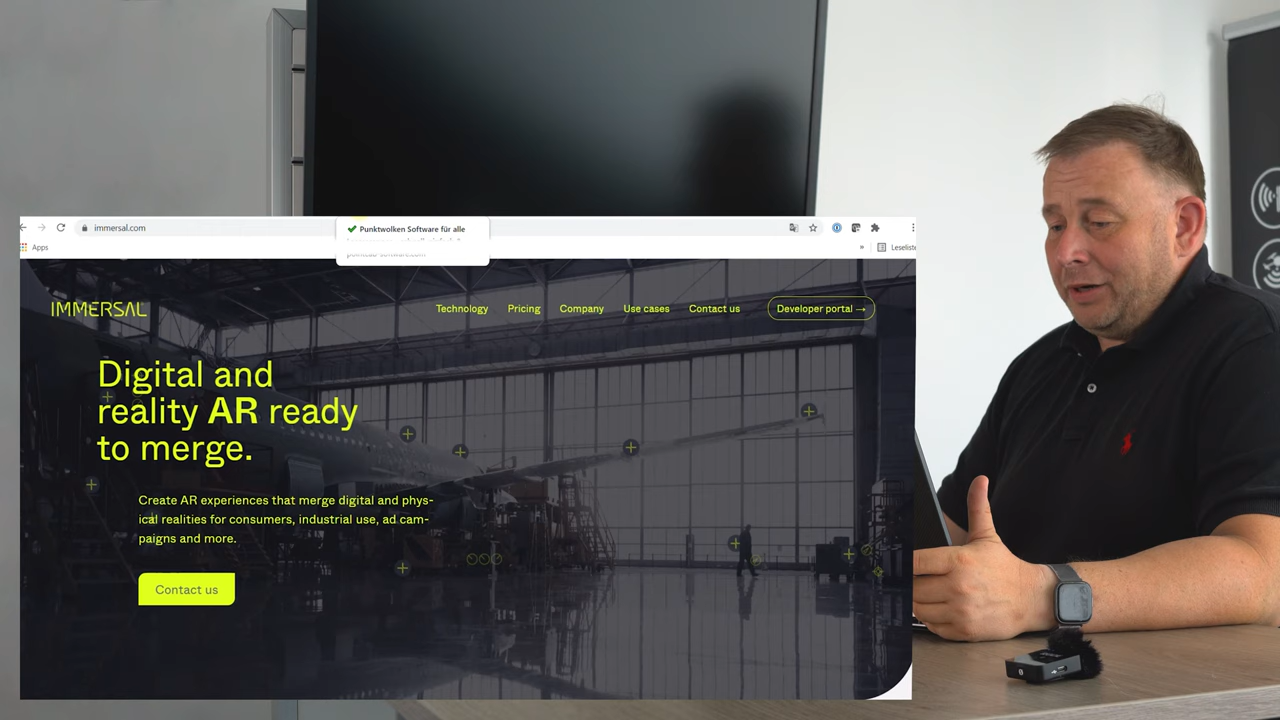 immersal.com
Punktwolken Software für alle
Apps
Leseliste
IMMERSAL
Technology
Pricing
Company
Use cases
Contact us
Developer portal →
Digital and
reality AR ready
to merge.
Create AR experiences that merge digital and phys-
ical realities for consumers, industrial use, ad cam-
paigns and more.
Contact us